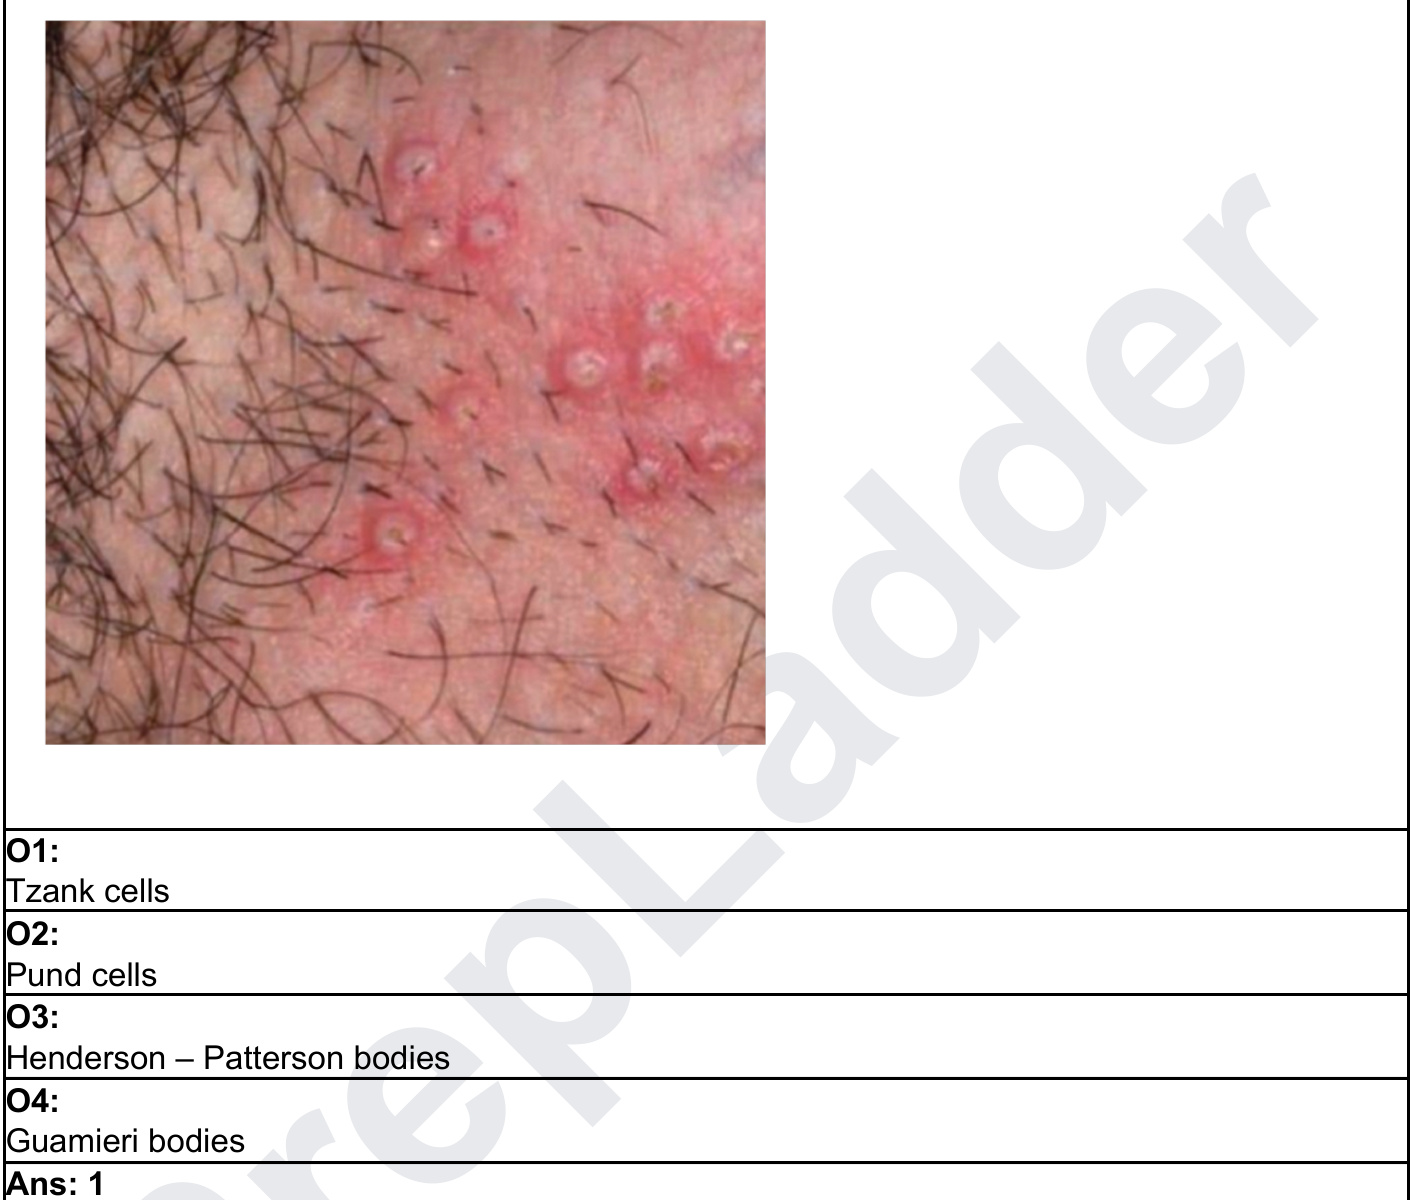 O1:
Tzank cells
O2:
Pund cells
O3:
Henderson – Patterson bodies
O4:
Guamieri bodies
Ans: 1
PrepLadder